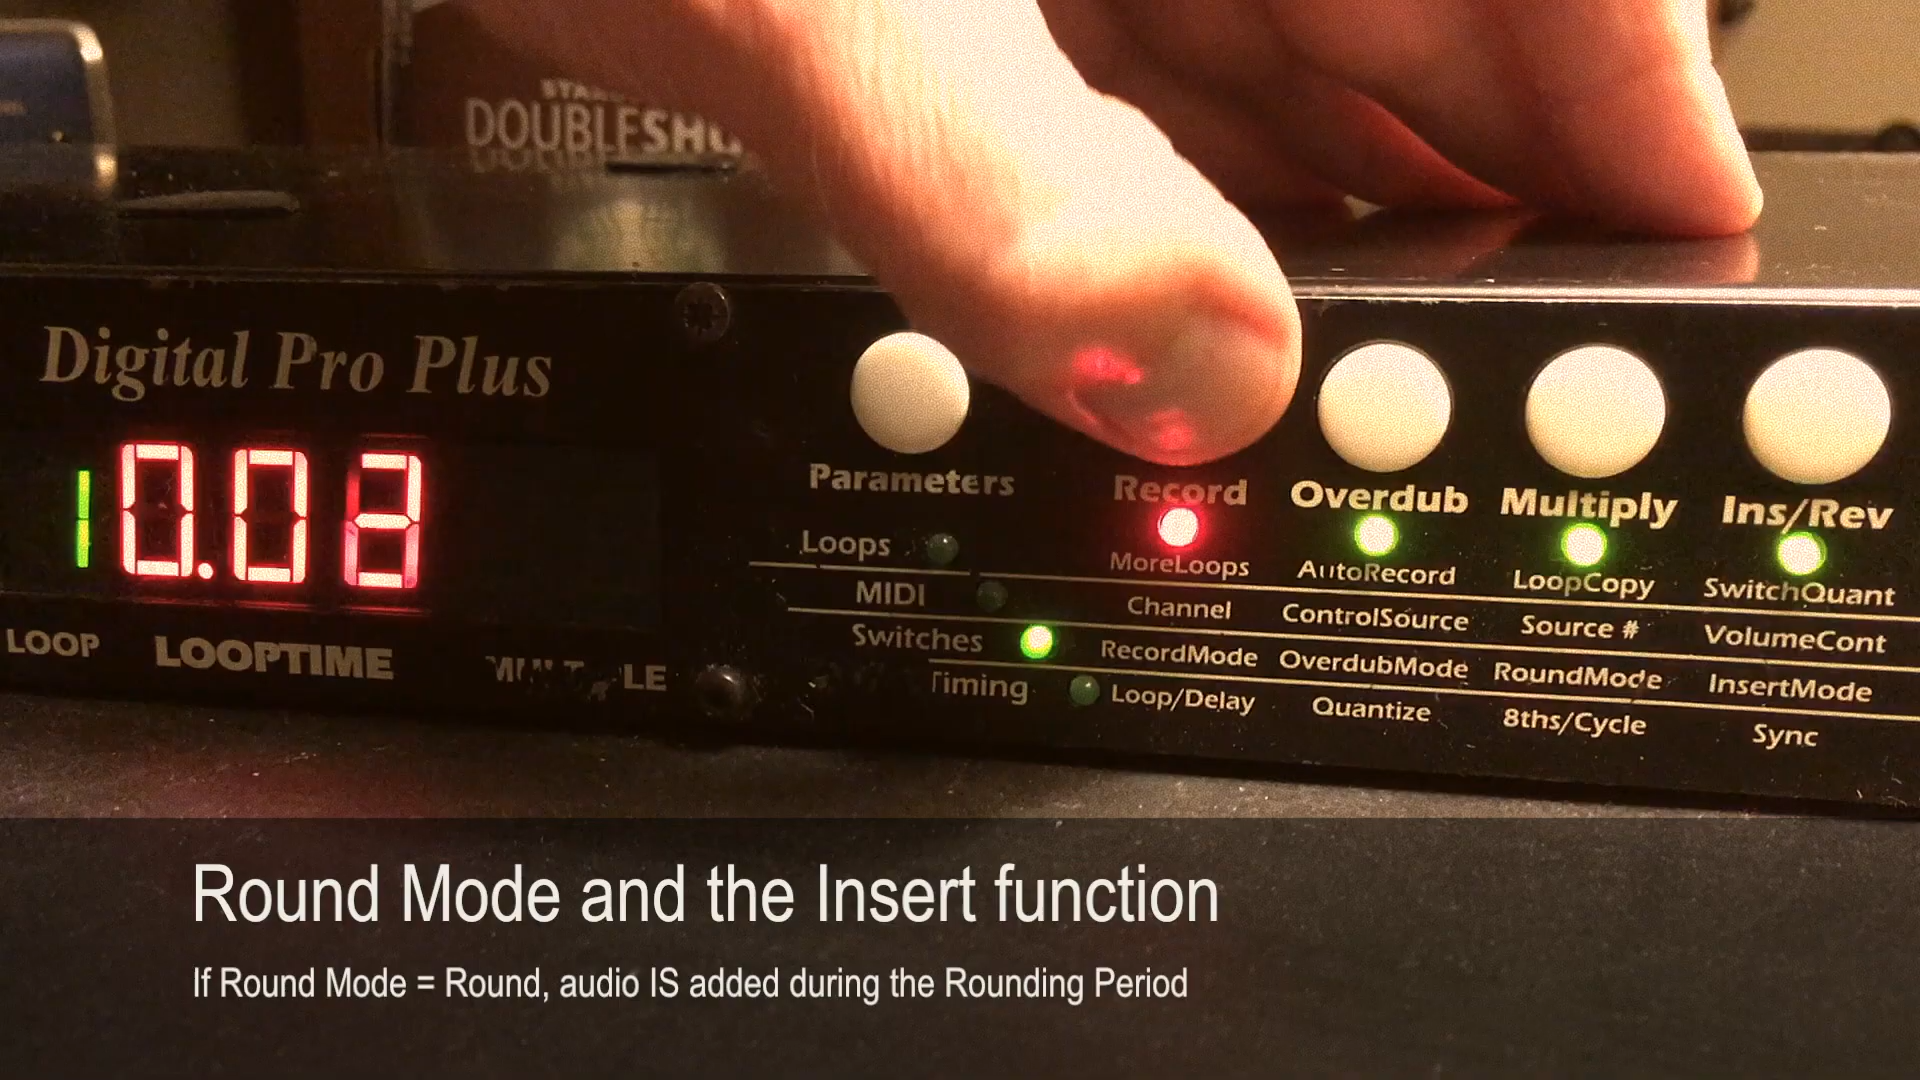 DOUBLESH
Digital Pro Plus
Parameters
Record
Overdub
Multiply
Ins/Rev
Loops
MoreLoops
AutoRecord
LoopCopy
SwitchQuant
MIDI
Channel
ControlSource
Source #
VolumeCont
Switches
RecordMode
OverdubMode
RoundMode
InsertMode
Timing
Loop/Delay
Quantize
8ths/Cycle
Sync
1
0.02
LOOP
LOOPTIME
Round Mode and the Insert function
If Round Mode = Round, audio IS added during the Rounding Period